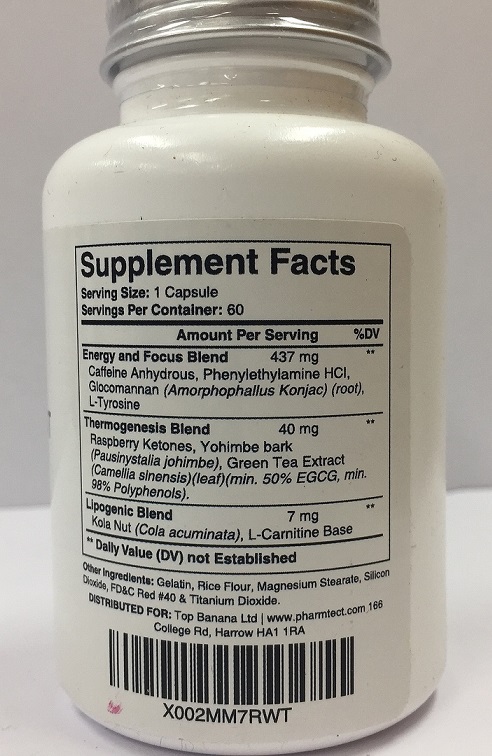 Supplement Facts
Serving Size: 1 Capsule
Servings Per Container: 60
Amount Per Serving %DV
Energy and Focus Blend 437 mg **
Caffeine Anhydrous, Phenylethylamine HCl,
Glocomannan (Amorphophallus Konjac) (root),
L-Tyrosine
Thermogenesis Blend 40 mg **
Raspberry Ketones, Yohimbe bark
(Pausinystalia johimbe), Green Tea Extract
(Camellia sinensis)(leaf)(min. 50% EGCG, min.
98% Polyphenols).
Lipogenic Blend 7 mg **
Kola Nut (Cola acuminata), L-Carnitine Base
** Daily Value (DV) not Established
Other Ingredients: Gelatin, Rice Flour, Magnesium Stearate, Silicon
Dioxide, FD&C Red #40 & Titanium Dioxide.
DISTRIBUTED FOR: Top Banana Ltd | www.pharmtect.com 166
College Rd, Harrow HA1 1RA
X002MM7RWT